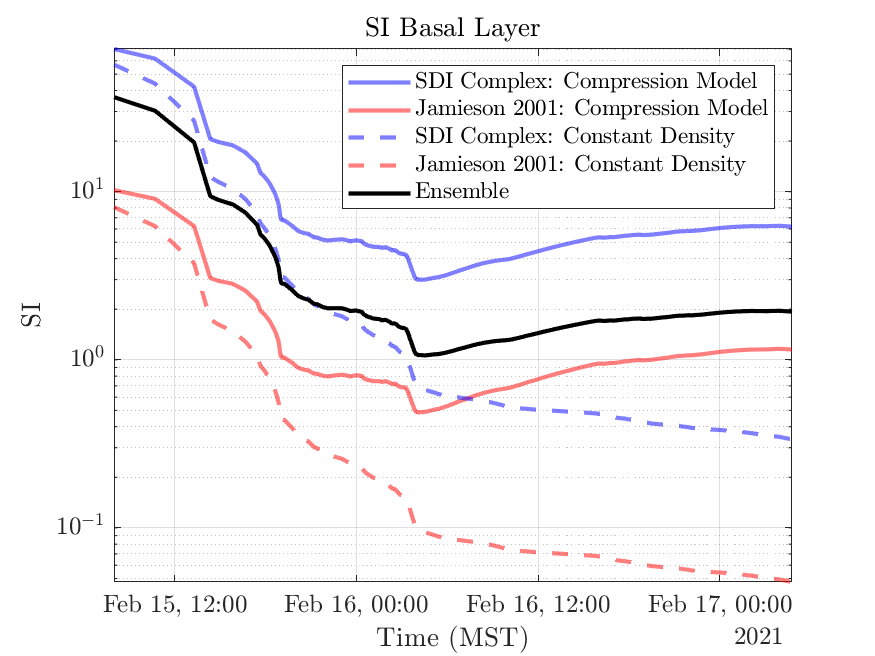 SI Basal Layer
SDI Complex: Compression Model
Jamieson 2001: Compression Model
SDI Complex: Constant Density
Jamieson 2001: Constant Density
Ensemble
10^1
10^0
10^-1
SI
Feb 15, 12:00 Feb 16, 00:00 Feb 16, 12:00 Feb 17, 00:00
Time (MST)
2021